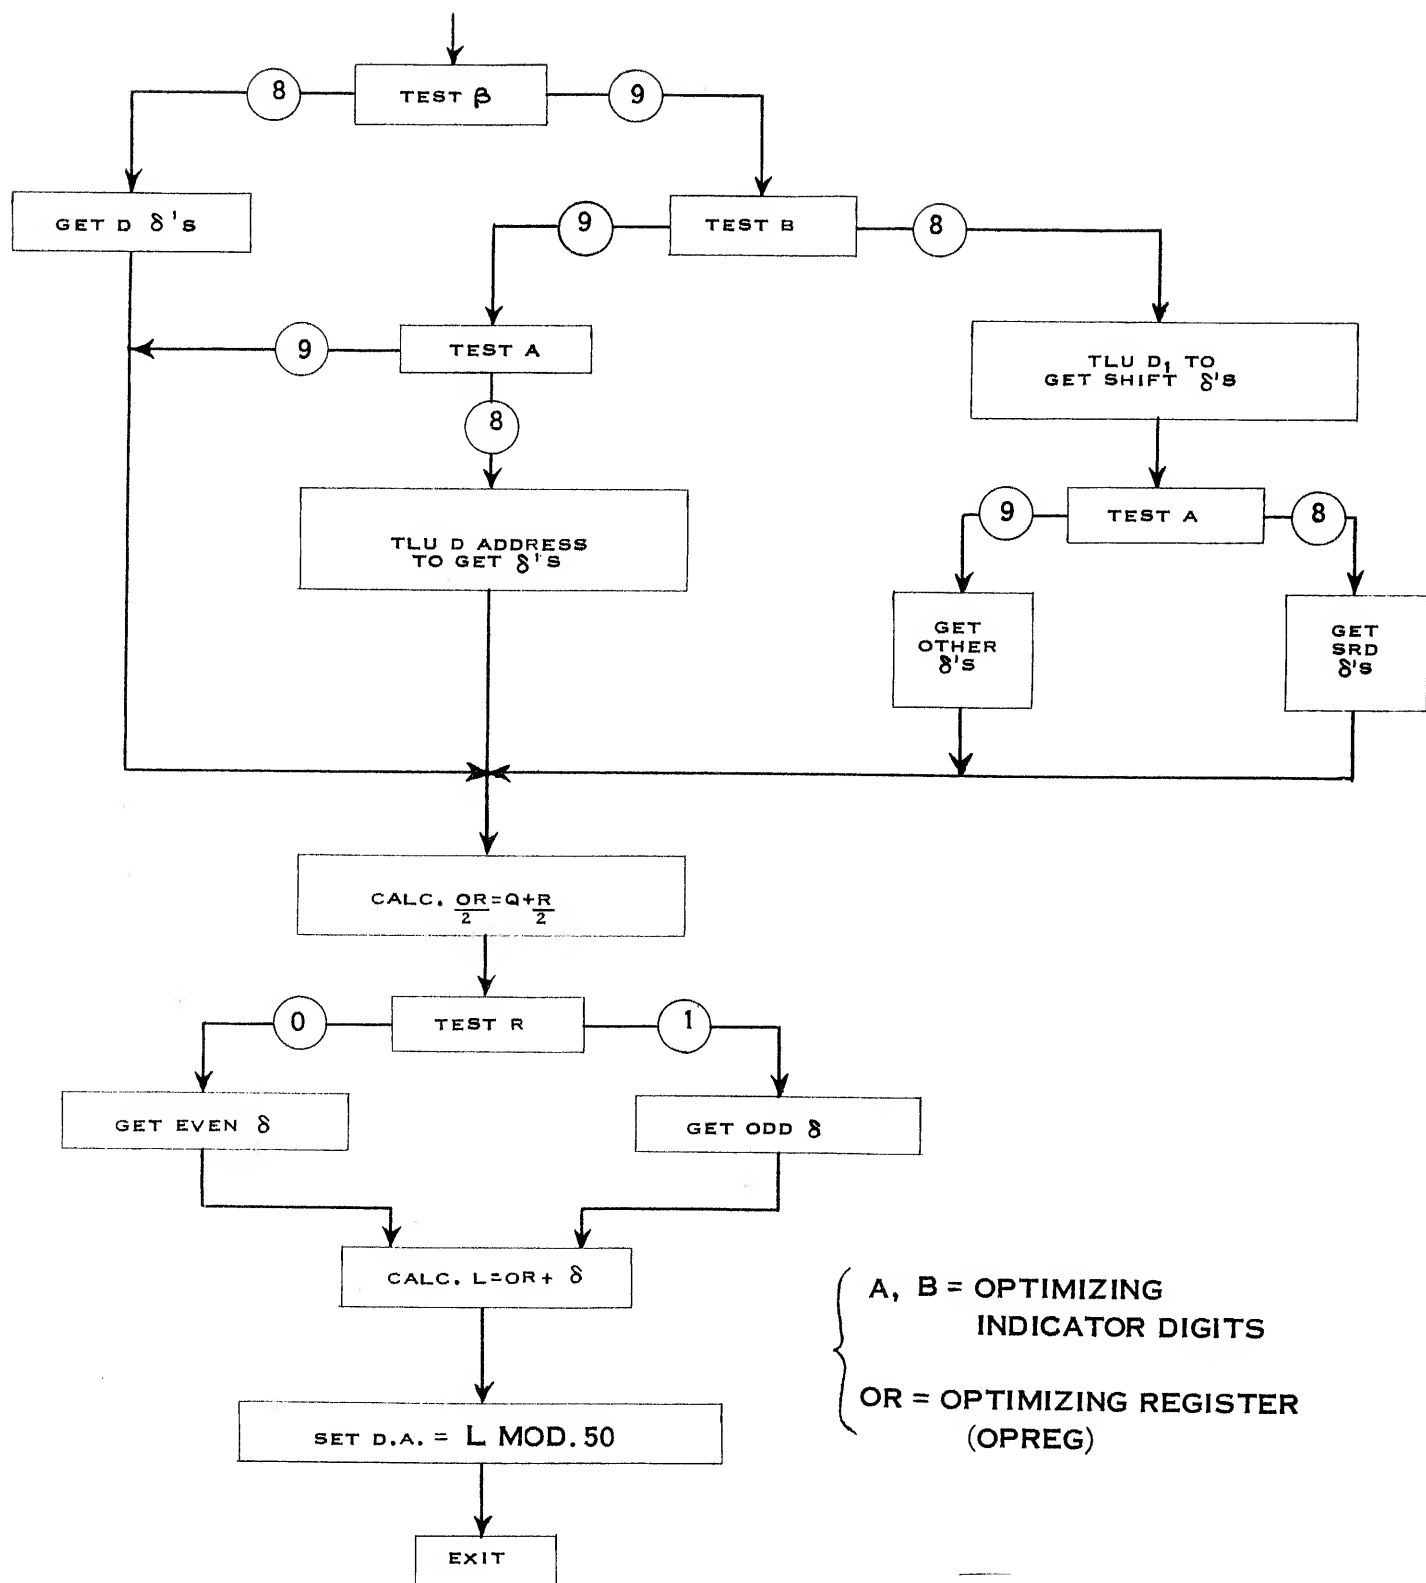 TEST β
8
9
GET D δ'S
TEST B
9
8
TEST A
9
8
TLU D₁ TO
GET SHIFT δ'S
TLU D ADDRESS
TO GET δ'S
TEST A
9
8
GET
OTHER
δ'S
GET
SRD
δ'S
CALC. OR/2=Q+R/2
TEST R
0
1
GET EVEN δ
GET ODD δ
CALC. L=OR+ δ
A, B = OPTIMIZING
INDICATOR DIGITS
OR = OPTIMIZING REGISTER
(OPREG)
SET D.A. = L MOD. 50
EXIT